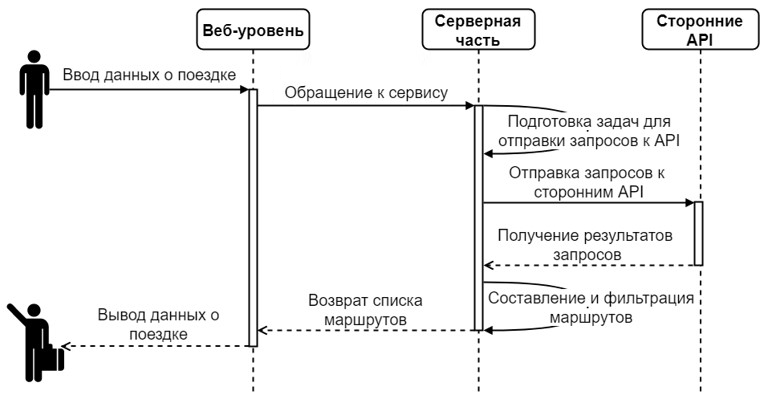 Веб-уровень
Серверная
часть
Сторонние
API
Ввод данных о поездке
Обращение к сервису
Подготовка задач для
отправки запросов к API
Отправка запросов к
сторонним API
Получение результатов
запросов
Составление и фильтрация
маршрутов
Возврат списка
маршрутов
Вывод данных о
поездке